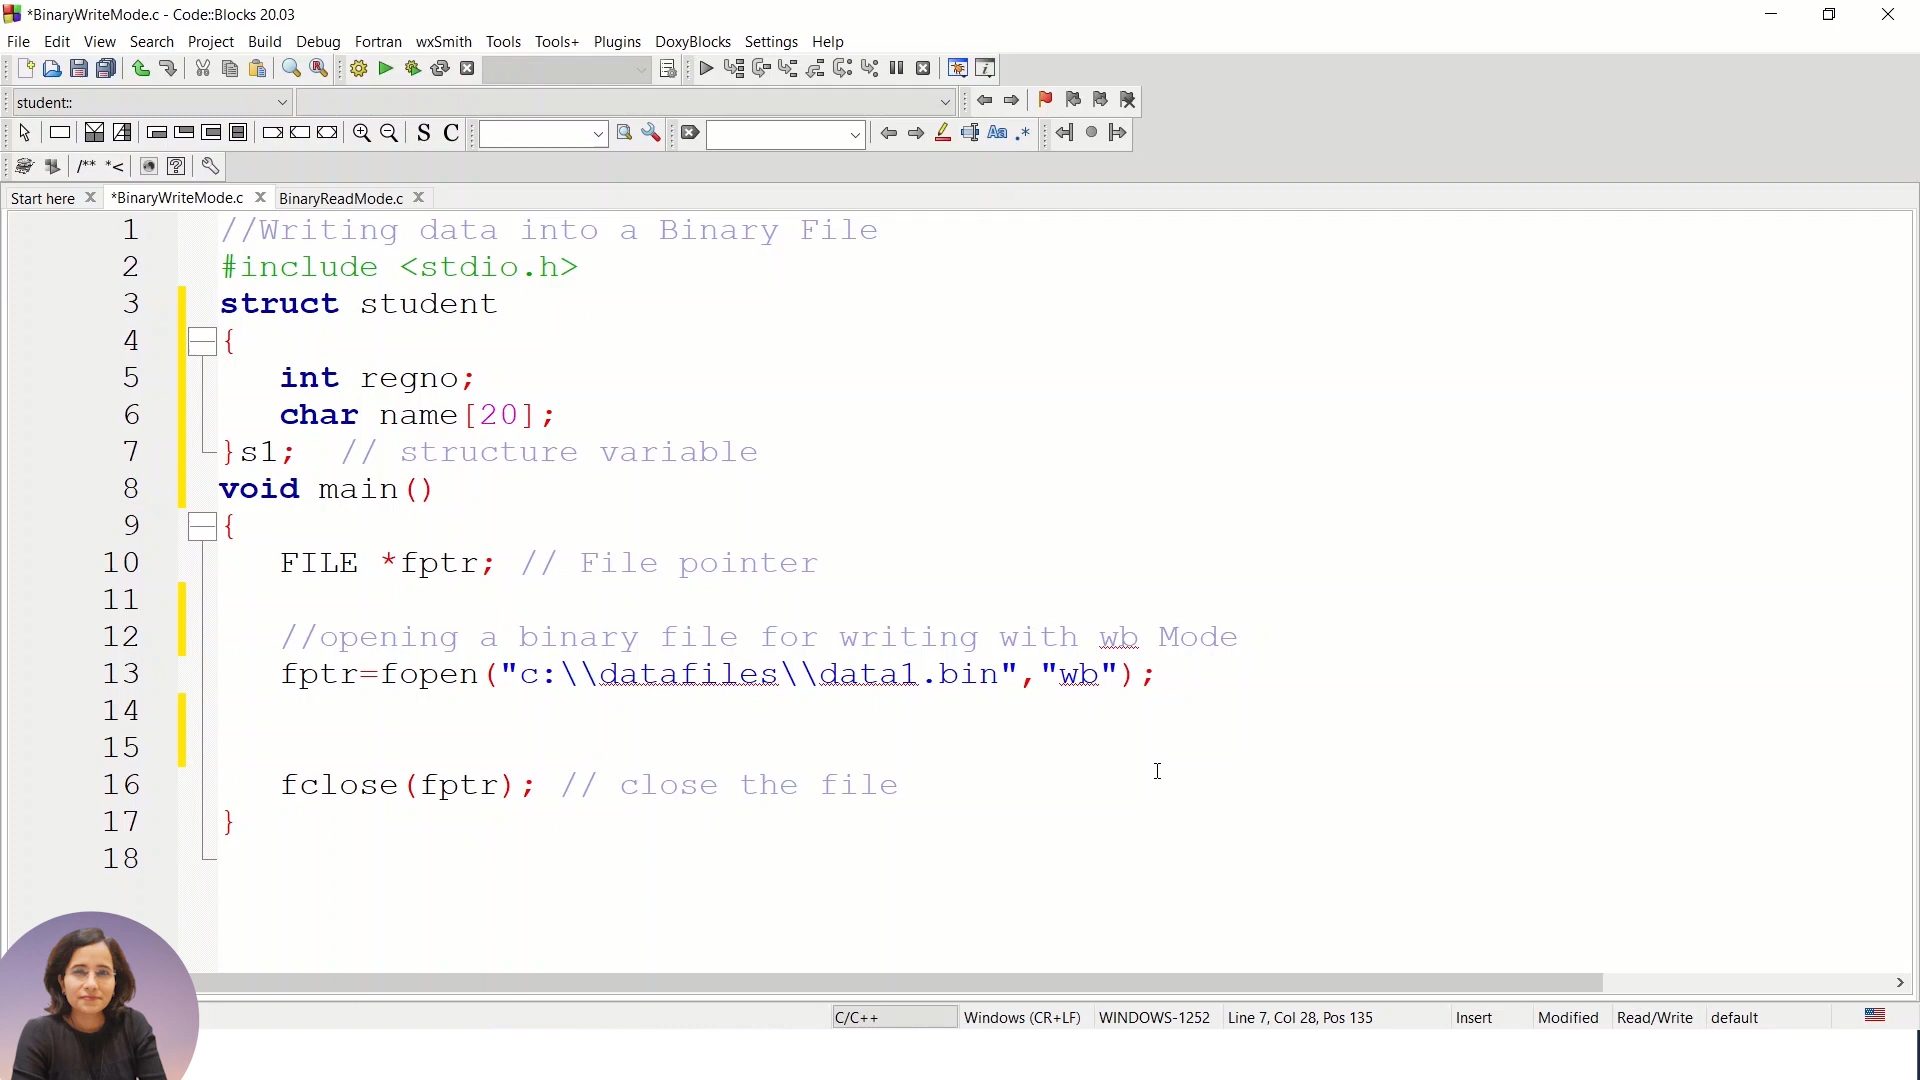 *BinaryWriteMode.c - Code::Blocks 20.03
File Edit View Search Project Build Debug Fortran wxSmith Tools Tools+ Plugins DoxyBlocks Settings Help
student::
S C
Aa .*
/** *<
Start here *BinaryWriteMode.c BinaryReadMode.c
1 //Writing data into a Binary File
2 #include <stdio.h>
3 struct student
4 {
5 int regno;
6 char name[20];
7 }s1; // structure variable
8 void main()
9 {
10 FILE *fptr; // File pointer
11
12 //opening a binary file for writing with wb Mode
13 fptr=fopen("c:\\datafiles\\data1.bin","wb");
14
15
16 fclose(fptr); // close the file
17 }
18
C/C++ Windows (CR+LF) WINDOWS-1252 Line 7, Col 28, Pos 135 Insert Modified Read/Write default